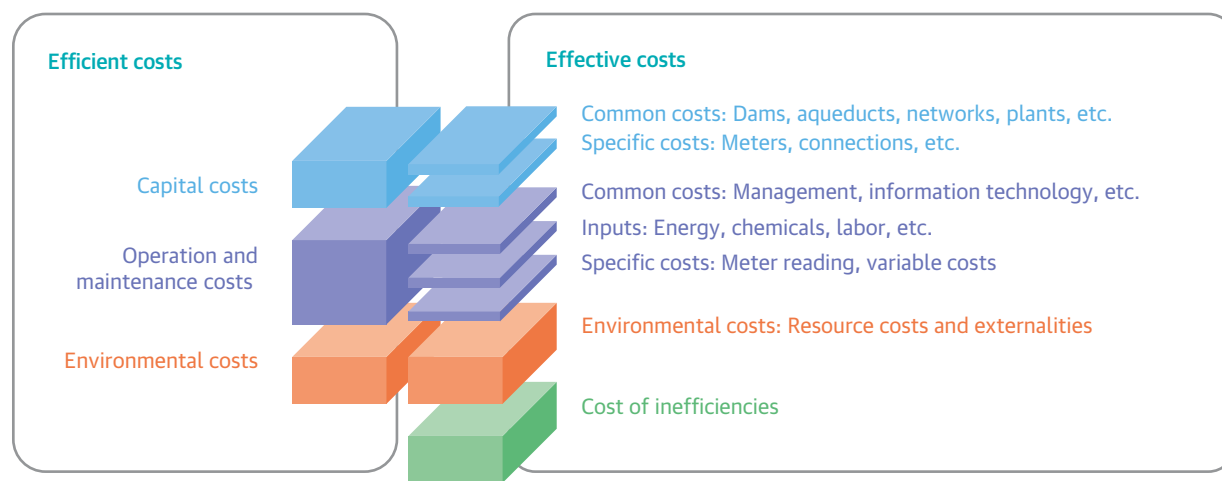 Efficient costs
Capital costs
Operation and
maintenance costs
Environmental costs
Effective costs
Common costs: Dams, aqueducts, networks, plants, etc.
Specific costs: Meters, connections, etc.
Common costs: Management, information technology, etc.
Inputs: Energy, chemicals, labor, etc.
Specific costs: Meter reading, variable costs
Environmental costs: Resource costs and externalities
Cost of inefficiencies